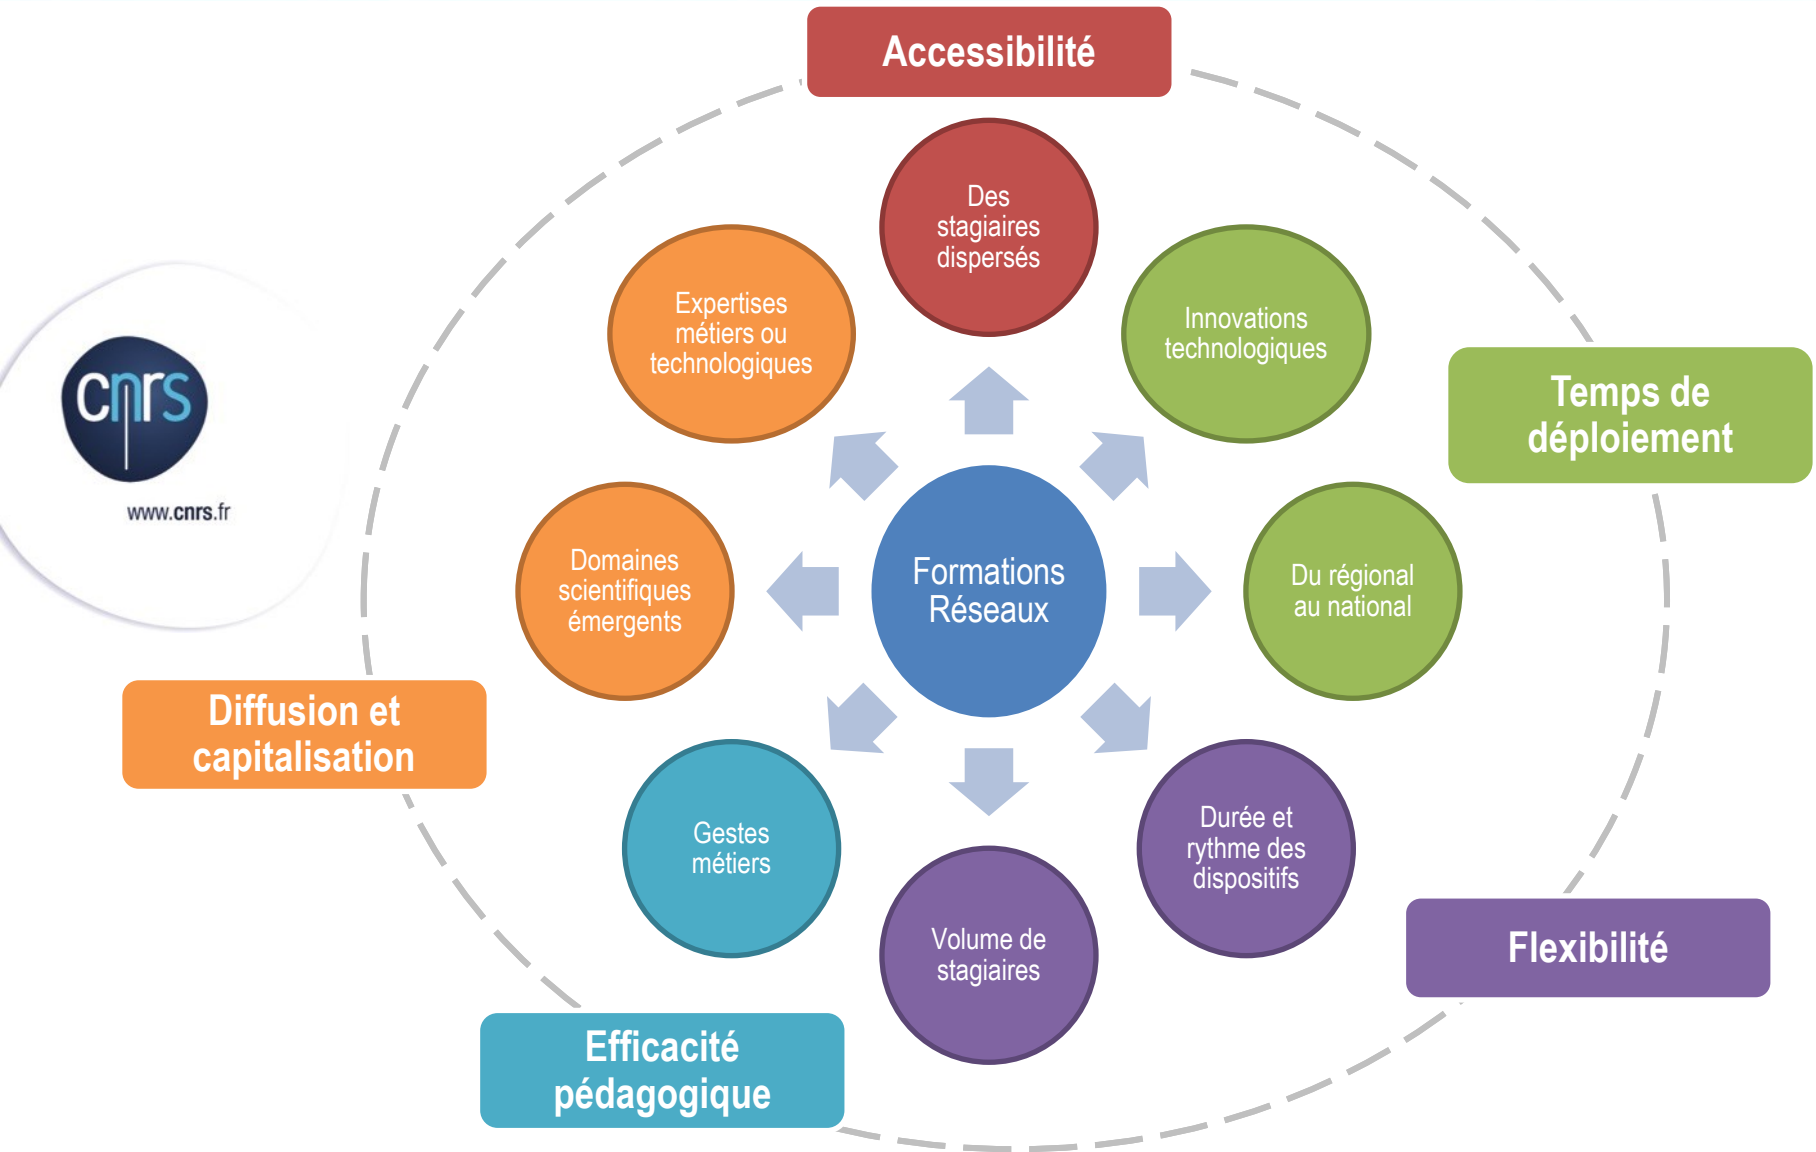 Accessibilité
Des
stagiaires
dispersés
Expertises
métiers ou
technologiques
Innovations
technologiques
Temps de
déploiement
cnrs
www.cnrs.fr
Formations
Réseaux
Domaines
scientifiques
émergents
Du régional
au national
Diffusion et
capitalisation
Gestes
métiers
Durée et
rythme des
dispositifs
Volume de
stagiaires
Flexibilité
Efficacité
pédagogique